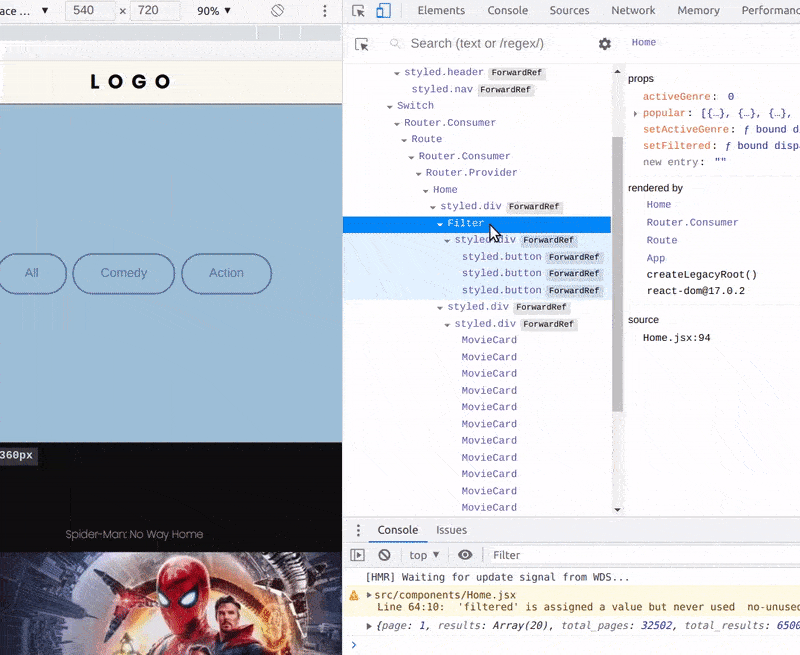 ace ... ▼ 540 × 720 90% ▼
LOGO
All Comedy Action
360px
Spider-Man: No Way Home
Elements Console Sources Network Memory Performanc
Search (text or /regex/)
styled.header ForwardRef
styled.nav ForwardRef
Switch
Router.Consumer
Route
Router.Consumer
Router.Provider
Home
styled.div ForwardRef
Filter
styled.div ForwardRef
styled.button ForwardRef
styled.button ForwardRef
styled.button ForwardRef
styled.div ForwardRef
styled.div ForwardRef
MovieCard
MovieCard
MovieCard
MovieCard
MovieCard
MovieCard
MovieCard
MovieCard
MovieCard
MovieCard
MovieCard
Home
props
activeGenre: 0
popular: [{…}, {…}, {…},
setActiveGenre: ƒ bound di
setFiltered: ƒ bound dispa
new entry: ""
rendered by
Home
Router.Consumer
Route
App
createLegacyRoot()
react-dom@17.0.2
source
Home.jsx:94
Console Issues
top ▼ Filter
[HMR] Waiting for update signal from WDS...
src/components/Home.jsx
Line 64:10: 'filtered' is assigned a value but never used no-unused
{page: 1, results: Array(20), total_pages: 32502, total_results: 6500